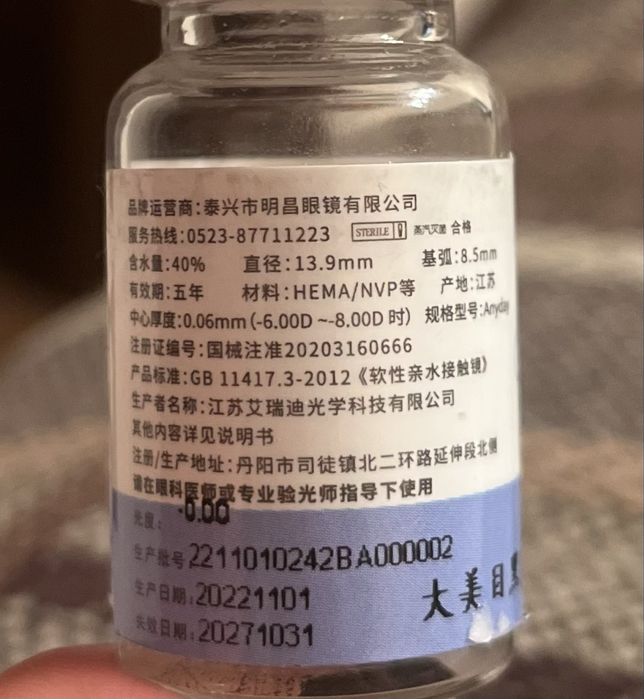 品牌运营商:泰兴市明昌眼镜有限公司
服务热线:0523-87711223 STERILE 蒸汽灭菌 合格
含水量:40% 直径:13.9mm 基弧:8.5mm
有效期:五年 材料:HEMA/NVP等 产地:江苏
中心厚度:0.06mm(-6.00D ~-8.00D 时) 规格型号:Anyday
注册证编号:国械注准20203160666
产品标准:GB 11417.3-2012《软性亲水接触镜》
生产者名称:江苏艾瑞迪光学科技有限公司
其他内容详见说明书
注册/生产地址:丹阳市司徒镇北二环路延伸段北侧
请在眼科医师或专业验光师指导下使用
光度: -0.00
生产批号 2211010242BA000002
生产日期:20221101
失效日期:20271031
大美目